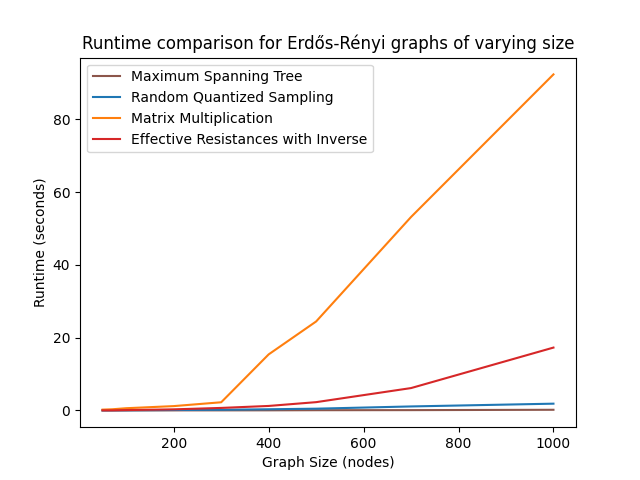 Runtime comparison for Erdős-Rényi graphs of varying size
Maximum Spanning Tree
Random Quantized Sampling
Matrix Multiplication
Effective Resistances with Inverse
80
60
40
20
0
Runtime (seconds)
200 400 600 800 1000
Graph Size (nodes)